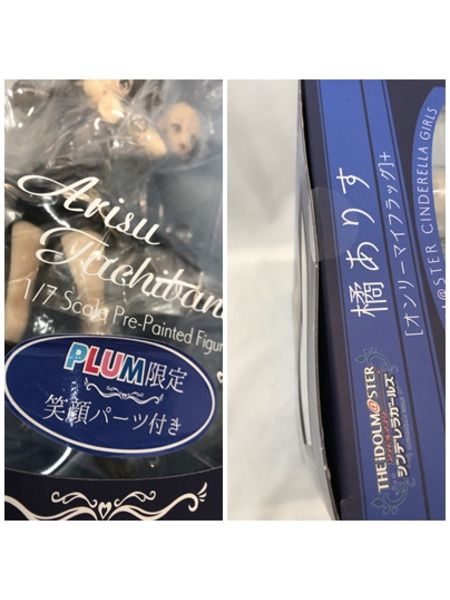 Arisu
Tachiban
1/7 Scale Pre-Painted Figur
PLUM限定
笑顔パーツ付き
橘ありす
[オンリーマイフラッグ]+
@STER CINDERELLA GIRLS
THE iDOLM@STER
シンデレラガールズ